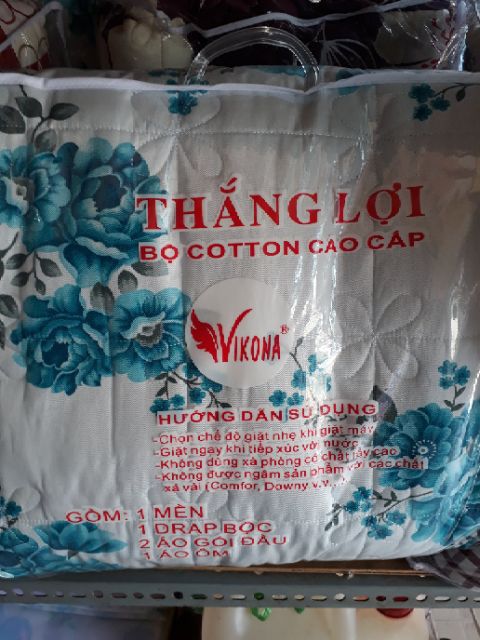 THẮNG LỢI
BỘ COTTON CAO CẤP
VIKONA®
HƯỚNG DẪN SỬ DỤNG
-Chọn chế độ giặt nhẹ khi giặt máy
-Giặt ngay khi tiếp xúc với nước
-Không dùng xà phòng có chất tẩy cao
-Không được ngâm sản phẩm với các chất
xả vải (Comfor, Downy v.v...
GỒM: 1 MỀN
1 DRAP BỌC
2 ÁO GỐI ĐẦU
1 ÁO ÔM